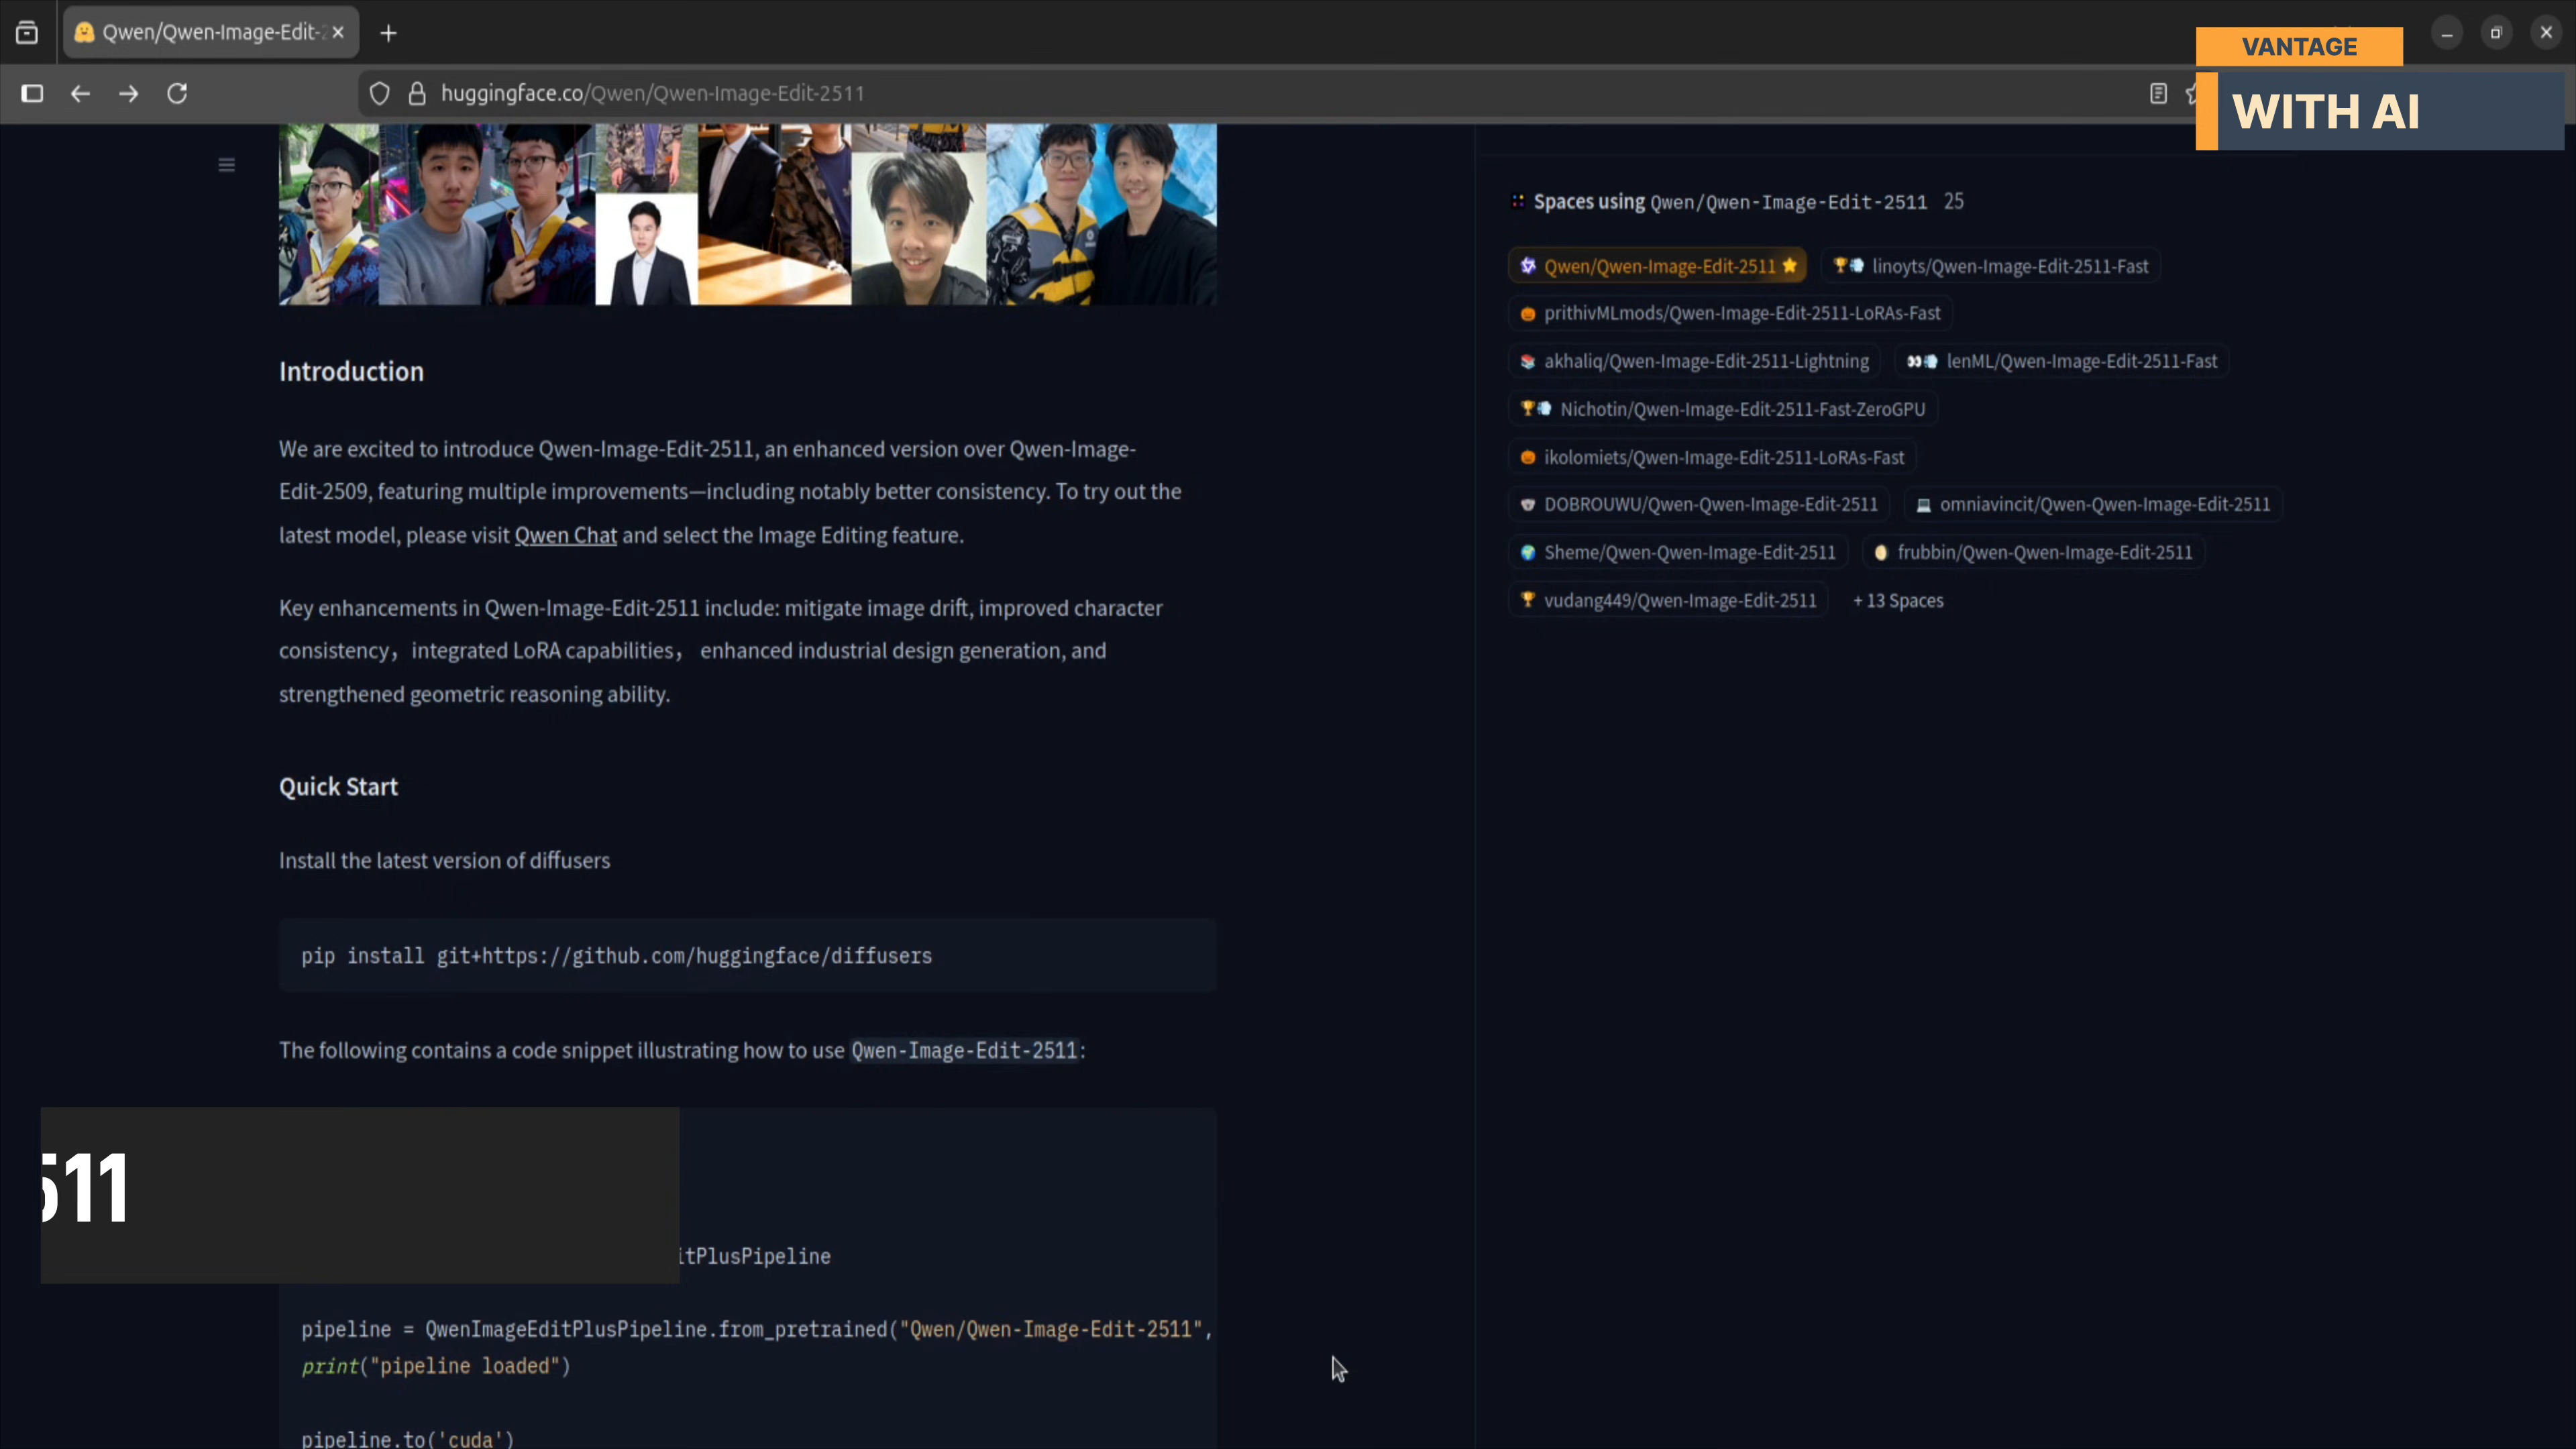 Qwen/Qwen-Image-Edit-2
VANTAGE
WITH AI
huggingface.co/Qwen/Qwen-Image-Edit-2511
Introduction
We are excited to introduce Qwen-Image-Edit-2511, an enhanced version over Qwen-Image-
Edit-2509, featuring multiple improvements—including notably better consistency. To try out the
latest model, please visit Qwen Chat and select the Image Editing feature.
Key enhancements in Qwen-Image-Edit-2511 include: mitigate image drift, improved character
consistency，integrated LoRA capabilities，enhanced industrial design generation, and
strengthened geometric reasoning ability.
Quick Start
Install the latest version of diffusers
pip install git+https://github.com/huggingface/diffusers
The following contains a code snippet illustrating how to use Qwen-Image-Edit-2511:
511
itPlusPipeline
pipeline = QwenImageEditPlusPipeline.from_pretrained("Qwen/Qwen-Image-Edit-2511",
print("pipeline loaded")
pipeline.to('cuda')
Spaces using Qwen/Qwen-Image-Edit-2511 25
Qwen/Qwen-Image-Edit-2511
linoyts/Qwen-Image-Edit-2511-Fast
prithivMLmods/Qwen-Image-Edit-2511-LoRAs-Fast
akhaliq/Qwen-Image-Edit-2511-Lightning
lenML/Qwen-Image-Edit-2511-Fast
Nichotin/Qwen-Image-Edit-2511-Fast-ZeroGPU
ikolomiets/Qwen-Image-Edit-2511-LoRAs-Fast
DOBROUWU/Qwen-Qwen-Image-Edit-2511
omniavincit/Qwen-Qwen-Image-Edit-2511
Sheme/Qwen-Qwen-Image-Edit-2511
frubbin/Qwen-Qwen-Image-Edit-2511
vudang449/Qwen-Image-Edit-2511
+ 13 Spaces